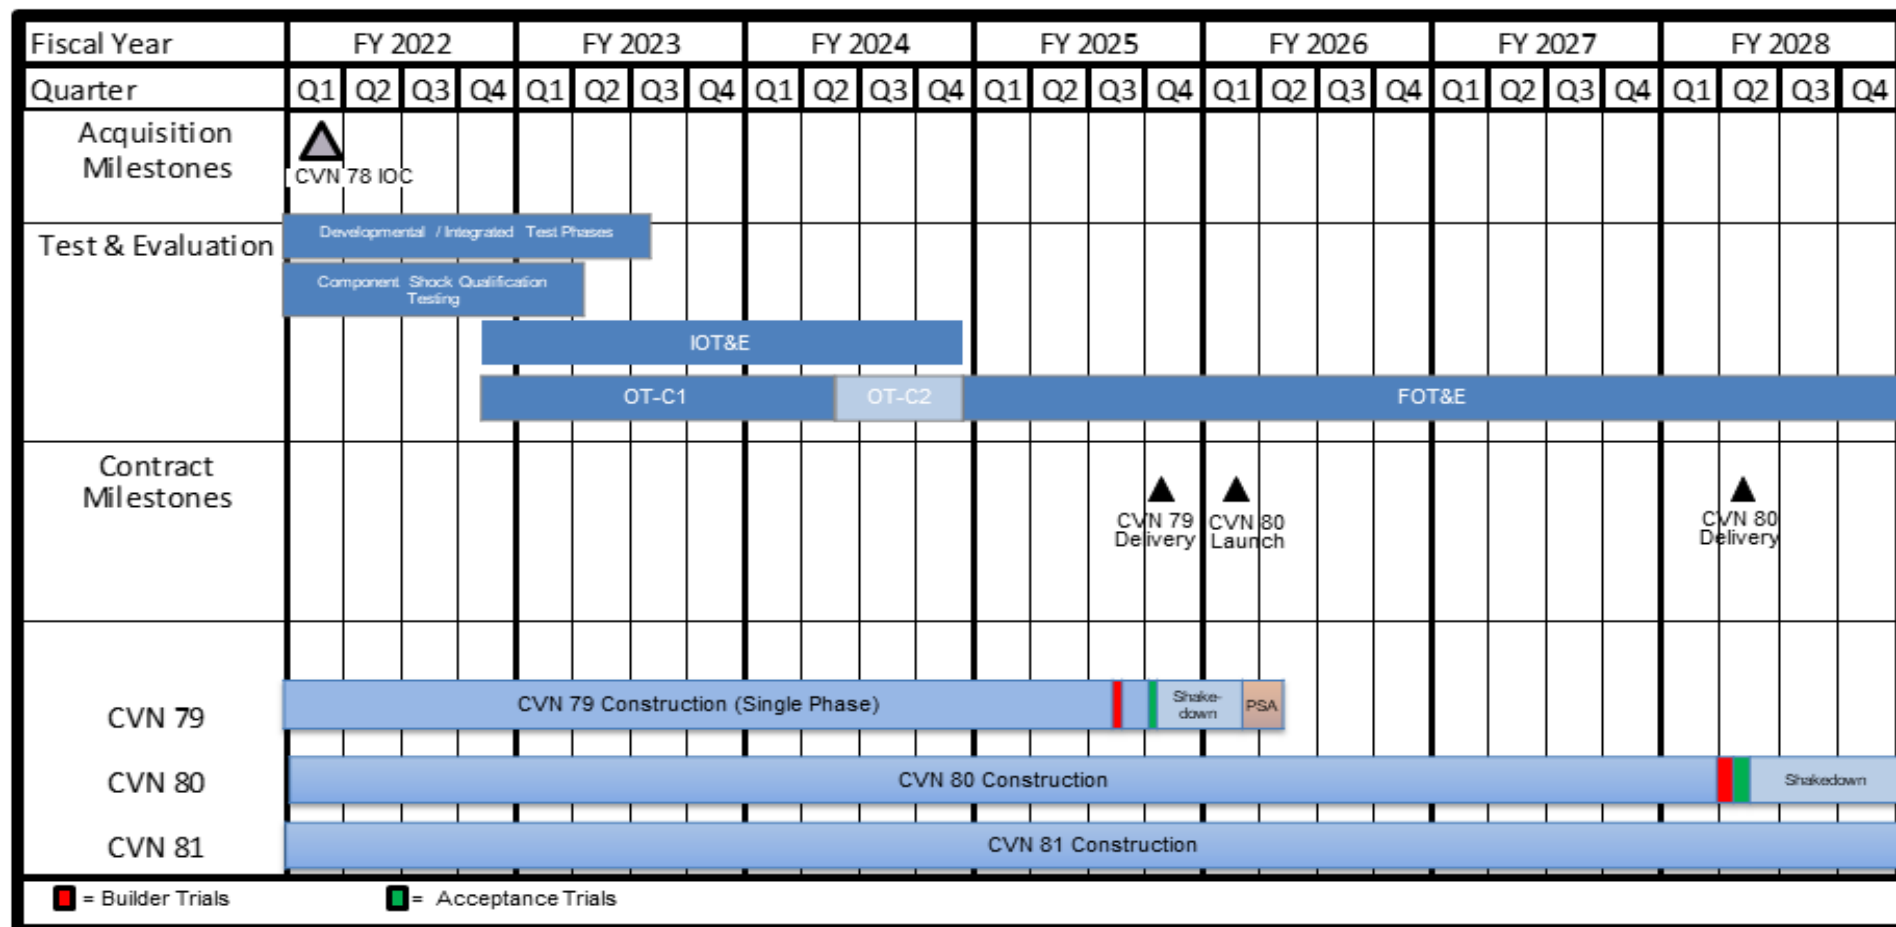 Fiscal Year FY 2022 FY 2023 FY 2024 FY 2025 FY 2026 FY 2027 FY 2028
Quarter Q1 Q2 Q3 Q4 Q1 Q2 Q3 Q4 Q1 Q2 Q3 Q4 Q1 Q2 Q3 Q4 Q1 Q2 Q3 Q4 Q1 Q2 Q3 Q4 Q1 Q2 Q3 Q4
Acquisition
Milestones
CVN 78 IOC
Test & Evaluation
Developmental / Integrated Test Phases
Component Shock Qualification
Testing
IOT&E
OT-C1 OT-C2 FOT&E
Contract
Milestones
CVN 79
Delivery
CVN 80
Launch
CVN 80
Delivery
CVN 79
CVN 79 Construction (Single Phase)
Shake-
down
PSA
CVN 80
CVN 80 Construction
Shakedown
CVN 81
CVN 81 Construction
= Builder Trials
= Acceptance Trials